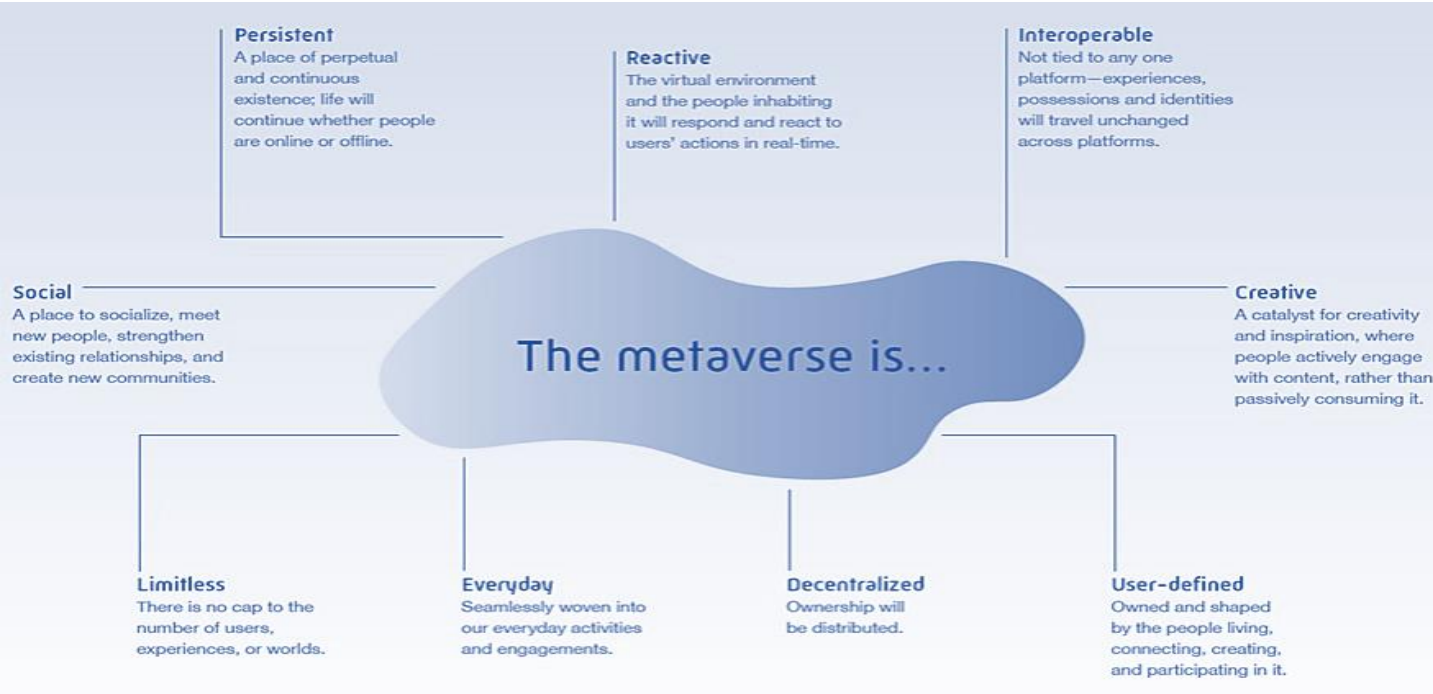 Persistent
A place of perpetual
and continuous
existence; life will
continue whether people
are online or offline.
Reactive
The virtual environment
and the people inhabiting
it will respond and react to
users' actions in real-time.
Interoperable
Not tied to any one
platform—experiences,
possessions and identities
will travel unchanged
across platforms.
Social
A place to socialize, meet
new people, strengthen
existing relationships, and
create new communities.
The metaverse is...
Creative
A catalyst for creativity
and inspiration, where
people actively engage
with content, rather than
passively consuming it.
Limitless
There is no cap to the
number of users,
experiences, or worlds.
Everyday
Seamlessly woven into
our everyday activities
and engagements.
Decentralized
Ownership will
be distributed.
User-defined
Owned and shaped
by the people living,
connecting, creating,
and participating in it.